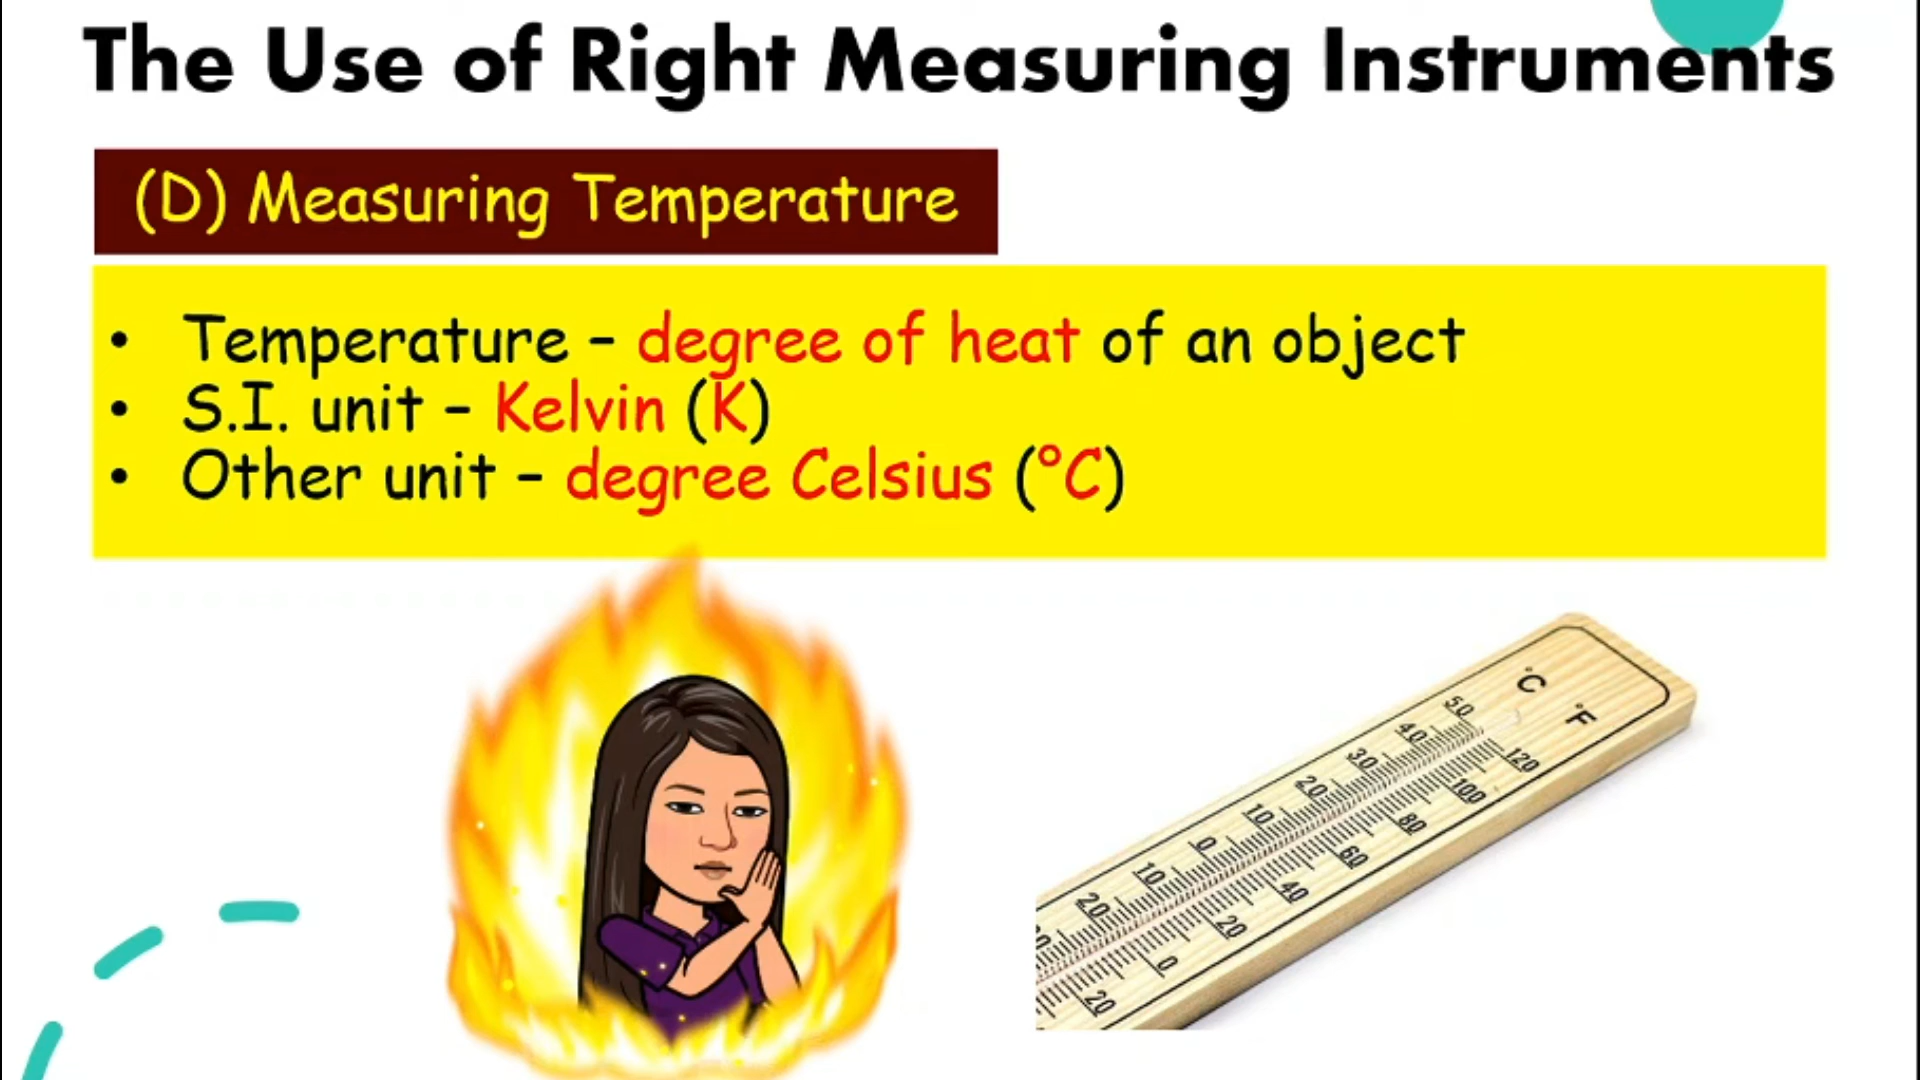 The Use of Right Measuring Instruments
(D) Measuring Temperature
• Temperature – degree of heat of an object
• S.I. unit – Kelvin (K)
• Other unit – degree Celsius (°C)
°C °F
50
40
30
20
10
0
10
20
120
100
80
60
40
20
0
20